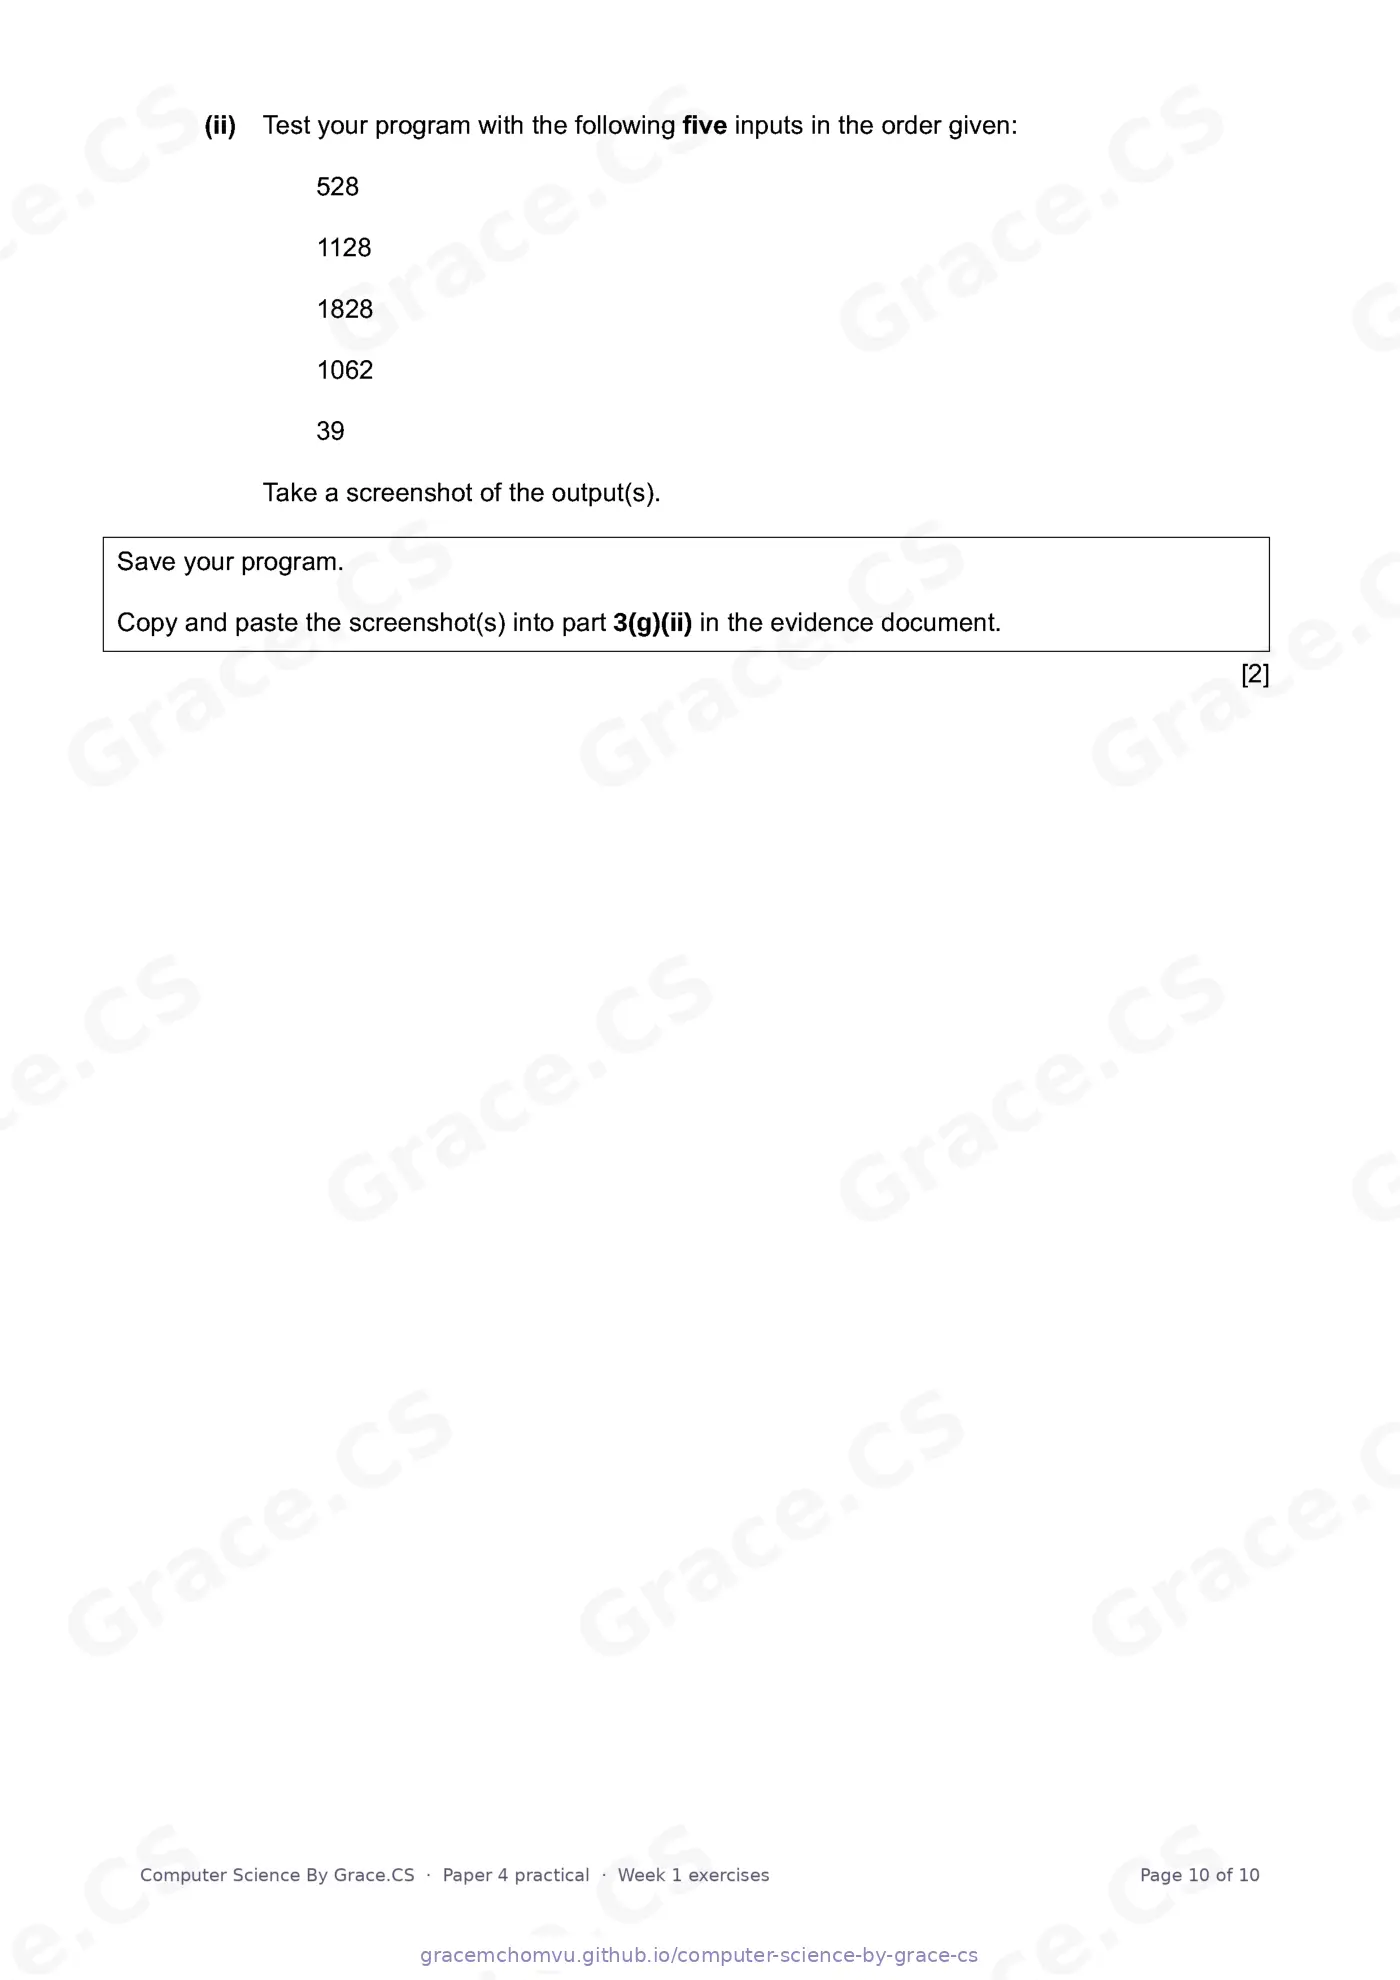 (ii) Test your program with the following five inputs in the order given:
528
1128
1828
1062
39
Take a screenshot of the output(s).
Save your program.
Copy and paste the screenshot(s) into part 3(g)(ii) in the evidence document.
[2]
Computer Science By Grace.CS · Paper 4 practical · Week 1 exercises Page 10 of 10
gracemchomvu.github.io/computer-science-by-grace-cs
Grace.CS